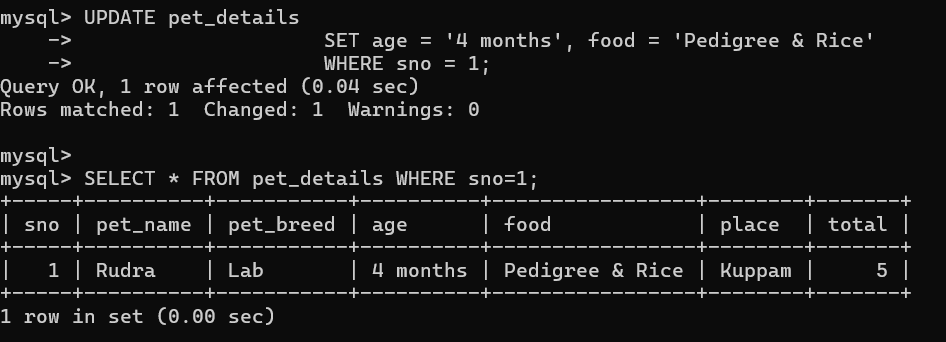 mysql> UPDATE pet_details
    ->                     SET age = '4 months', food = 'Pedigree & Rice'
    ->                     WHERE sno = 1;
Query OK, 1 row affected (0.04 sec)
Rows matched: 1  Changed: 1  Warnings: 0

mysql>
mysql> SELECT * FROM pet_details WHERE sno=1;
+-----+----------+-----------+----------+-----------------+--------+-------+
| sno | pet_name | pet_breed | age      | food            | place  | total |
+-----+----------+-----------+----------+-----------------+--------+-------+
|   1 | Rudra    | Lab       | 4 months | Pedigree & Rice | Kuppam |     5 |
+-----+----------+-----------+----------+-----------------+--------+-------+
1 row in set (0.00 sec)